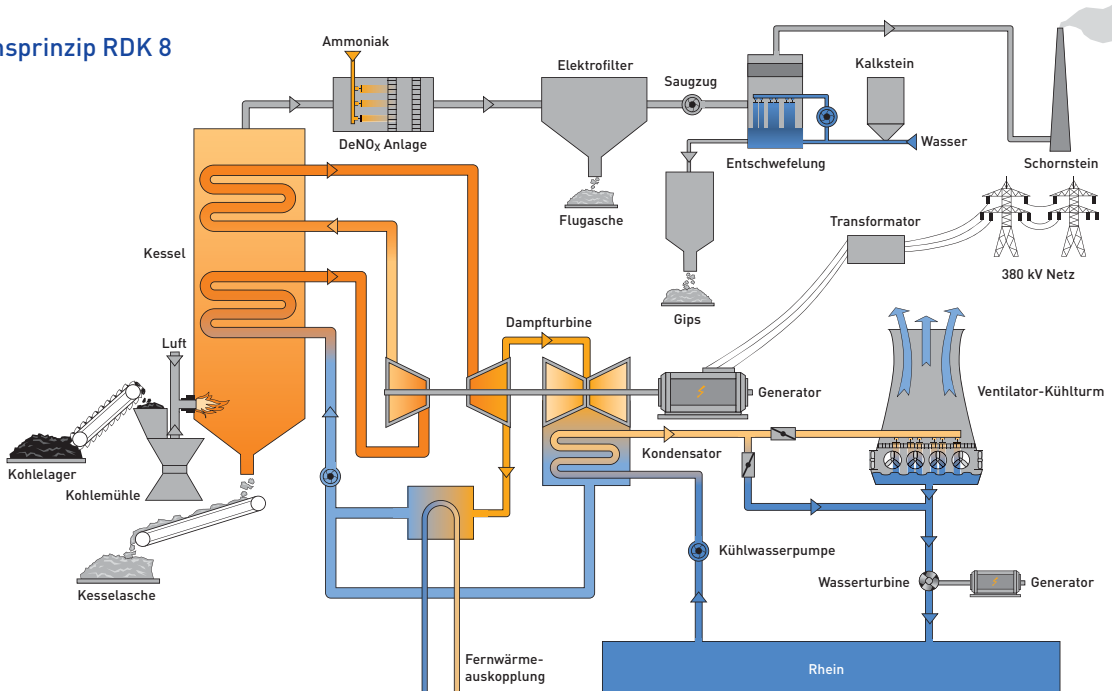 nsprinzip RDK 8
Ammoniak
DeNOX Anlage
Elektrofilter
Flugasche
Saugzug
Entschwefelung
Kalkstein
Wasser
Schornstein
Gips
Transformator
380 kV Netz
Kessel
Luft
Kohlelager
Kohlemühle
Kesselasche
Dampfturbine
Generator
Kondensator
Ventilator-Kühlturm
Kühlwasserpumpe
Wasserturbine
Generator
Fernwärme-
auskopplung
Rhein